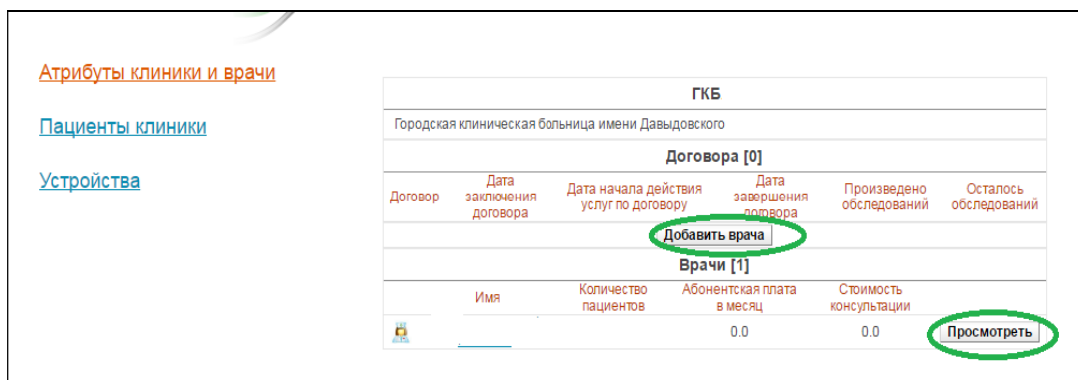 Атрибуты клиники и врачи
Пациенты клиники
Устройства
ГКБ
Городская клиническая больница имени Давыдовского
Договора [0]
Договор
Дата
заключения
договора
Дата начала действия
услуг по договору
Дата
завершения
договора
Произведено
обследований
Осталось
обследований
Добавить врача
Врачи [1]
Имя
Количество
пациентов
Абонентская плата
в месяц
Стоимость
консультации
0.0
0.0
Просмотреть